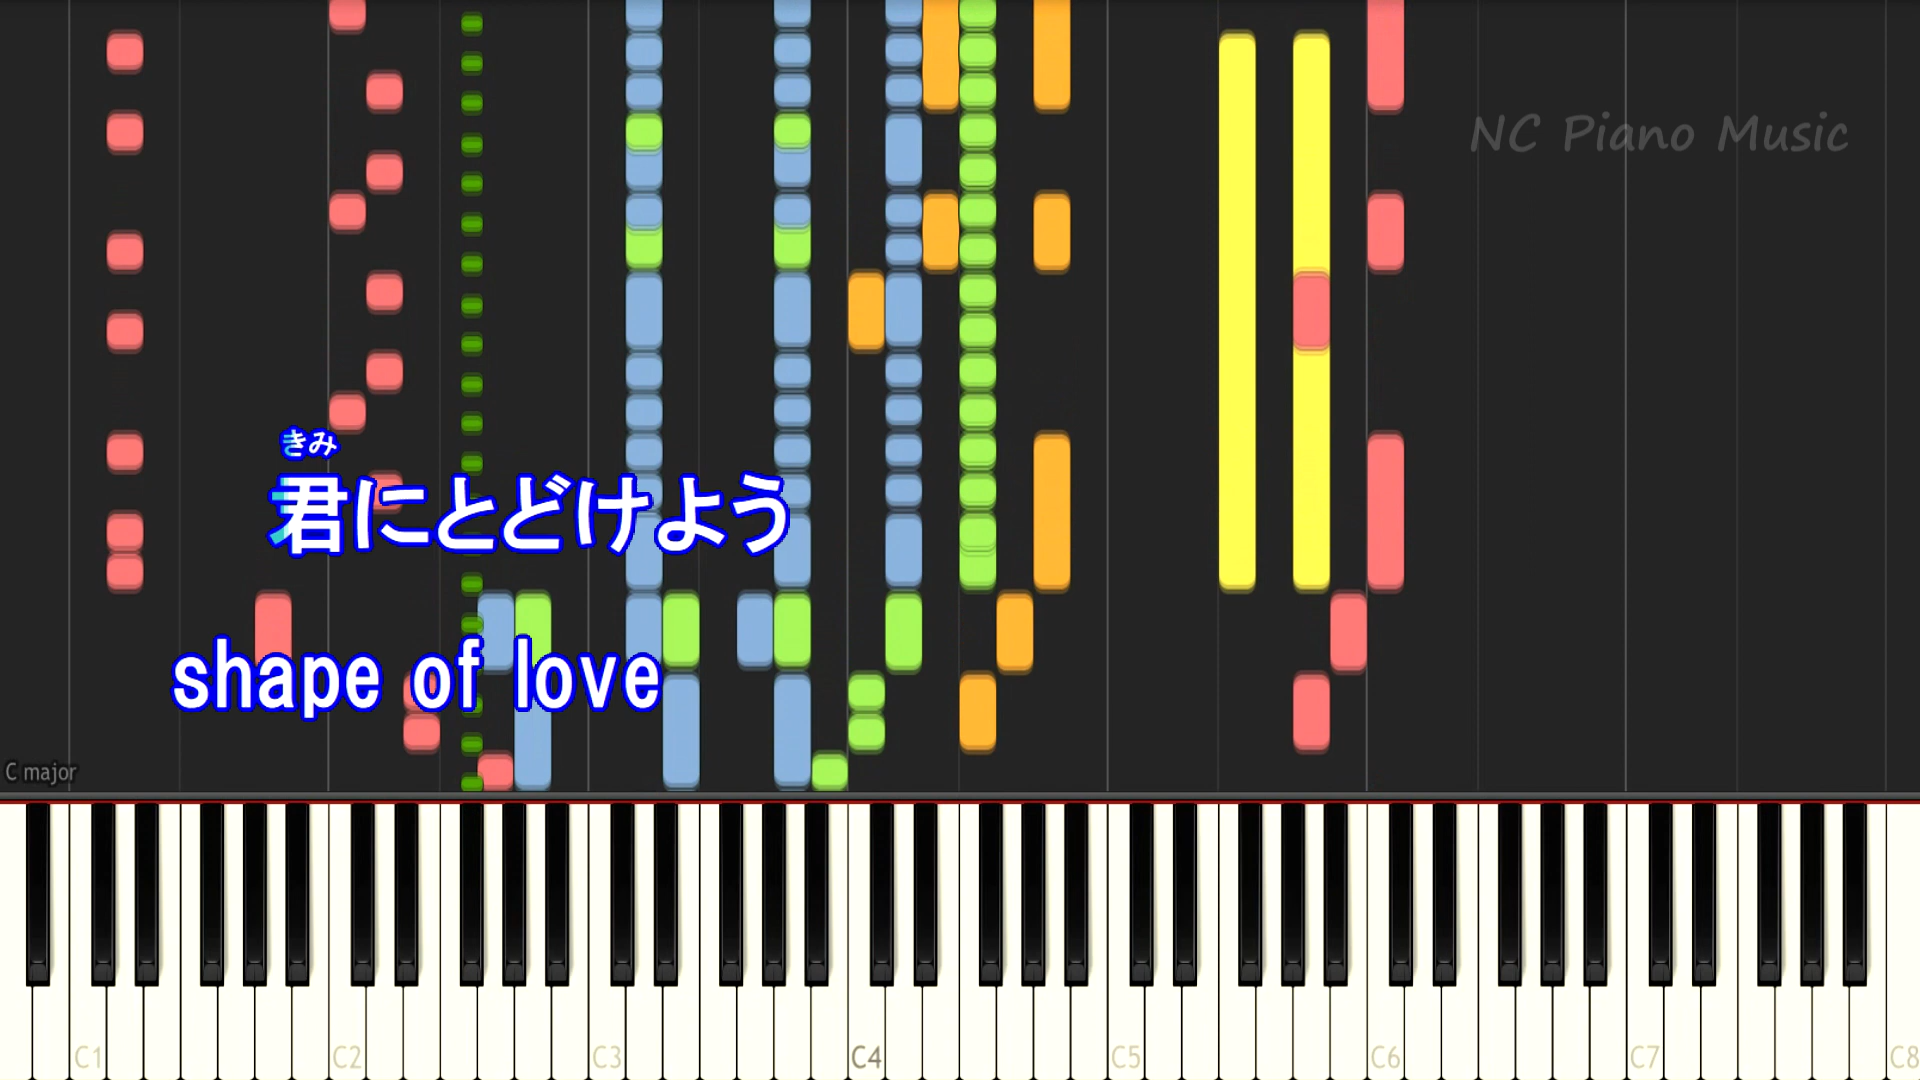 NC Piano Music
きみ
君にとどけよう
shape of love
C major
C1 C2 C3 C4 C5 C6 C7 C8